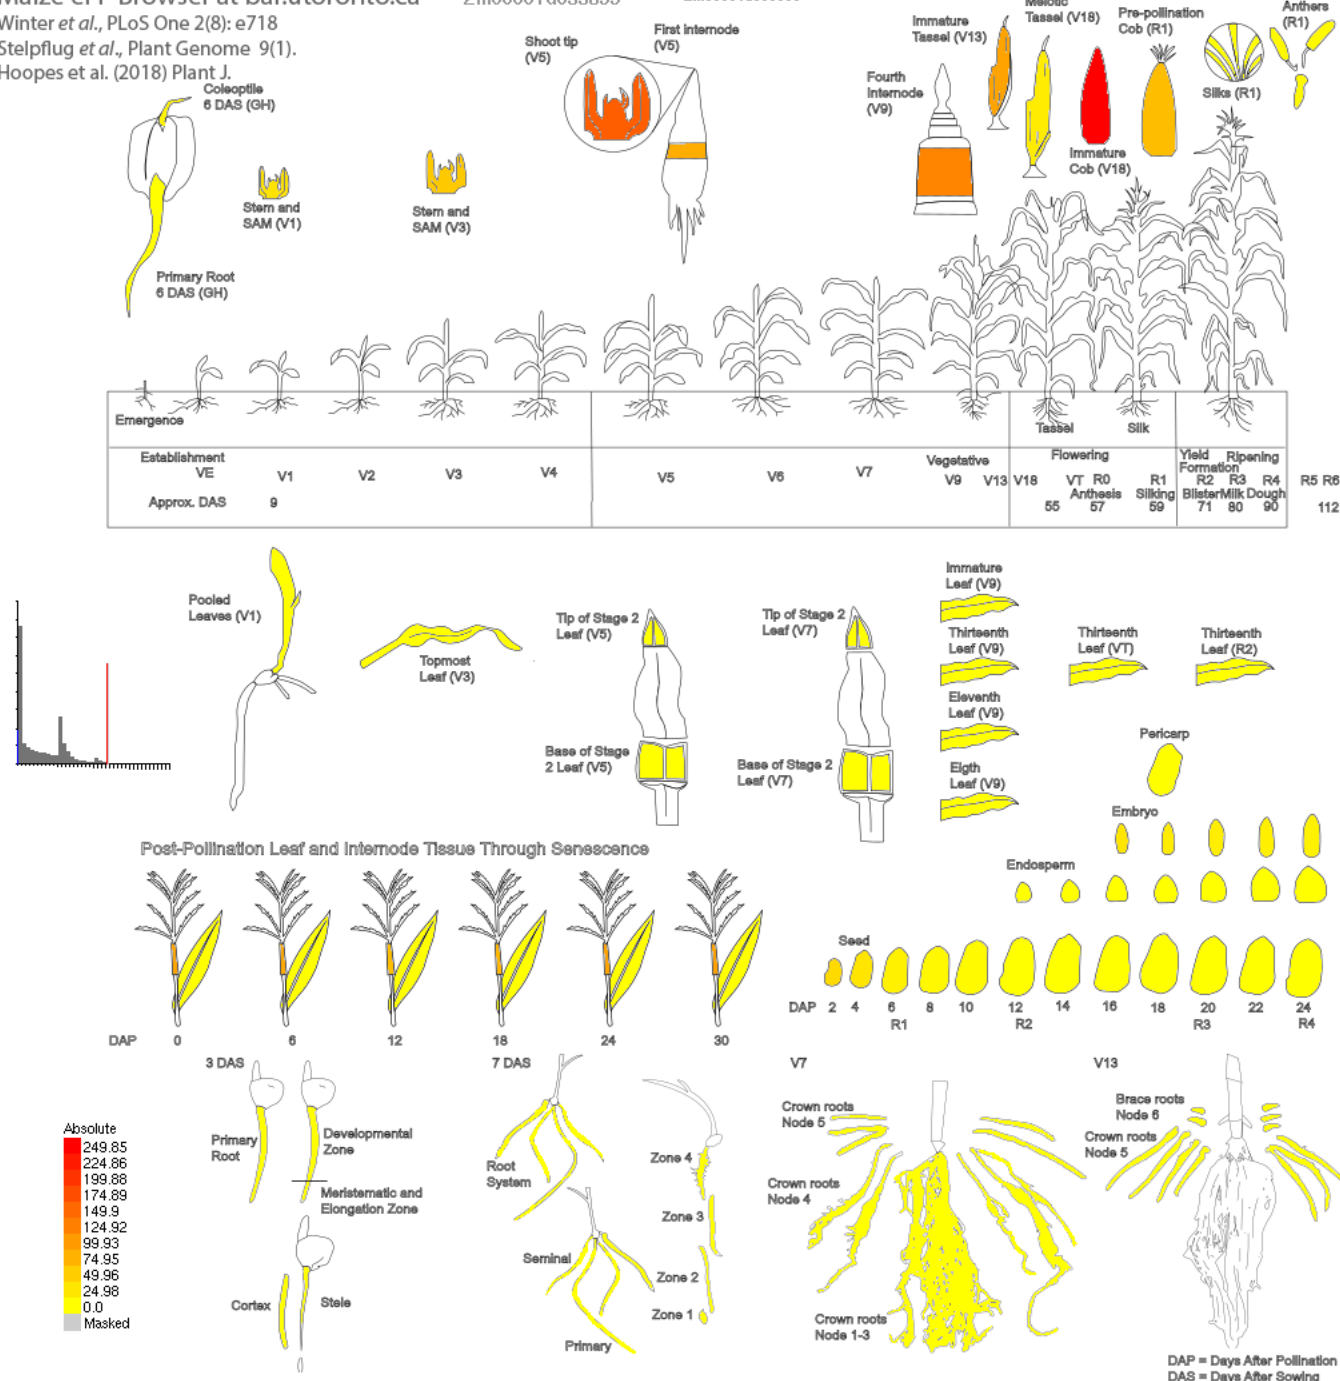 Maize eFP Browser at bar.utoronto.ca
Winter et al., PLoS One 2(8): e718
Stelpflug et al., Plant Genome 9(1).
Hoopes et al. (2018) Plant J.
Coleoptile
6 DAS (GH)
Stem and
SAM (V1)
Stem and
SAM (V3)
Primary Root
6 DAS (GH)
Shoot tip
(V5)
First internode
(V5)
Fourth
Internode
(V9)
Immature
Tassel (V13)
Meiotic
Tassel (V18)
Immature
Cob (V18)
Pre-pollination
Cob (R1)
Silks (R1)
Anthers
(R1)
Emergence
Tassel
Silk
Establishment
VE
V1
V2
V3
V4
V5
V6
V7
Vegetative
V9
V13
V18
Flowering
VT
R0
Anthesis
R1
Silking
Yield
Formation
Ripening
R2
R3
R4
R5 R6
Blister
Milk
Dough
Approx. DAS
9
55
57
59
71
80
90
112
Pooled
Leaves (V1)
Topmost
Leaf (V3)
Tip of Stage 2
Leaf (V5)
Base of Stage
2 Leaf (V5)
Tip of Stage 2
Leaf (V7)
Base of Stage 2
Leaf (V7)
Immature
Leaf (V9)
Thirteenth
Leaf (V9)
Eleventh
Leaf (V9)
Eigth
Leaf (V9)
Thirteenth
Leaf (VT)
Thirteenth
Leaf (R2)
Pericarp
Embryo
Endosperm
Seed
DAP 2 4 6 8 10 12 14 16 18 20 22 24
R1 R2 R3 R4
Post-Pollination Leaf and Internode Tissue Through Senescence
DAP 0 6 12 18 24 30
3 DAS
Primary
Root
Developmental
Zone
Meristematic and
Elongation Zone
Cortex
Stele
7 DAS
Root
System
Seminal
Primary
Zone 4
Zone 3
Zone 2
Zone 1
V7
Crown roots
Node 5
Crown roots
Node 4
Crown roots
Node 1-3
V13
Brace roots
Node 6
Crown roots
Node 5
Absolute
249.85
224.86
199.88
174.89
149.9
124.92
99.93
74.95
49.96
24.98
0.0
Masked
DAP = Days After Pollination
DAS = Days After Sowing